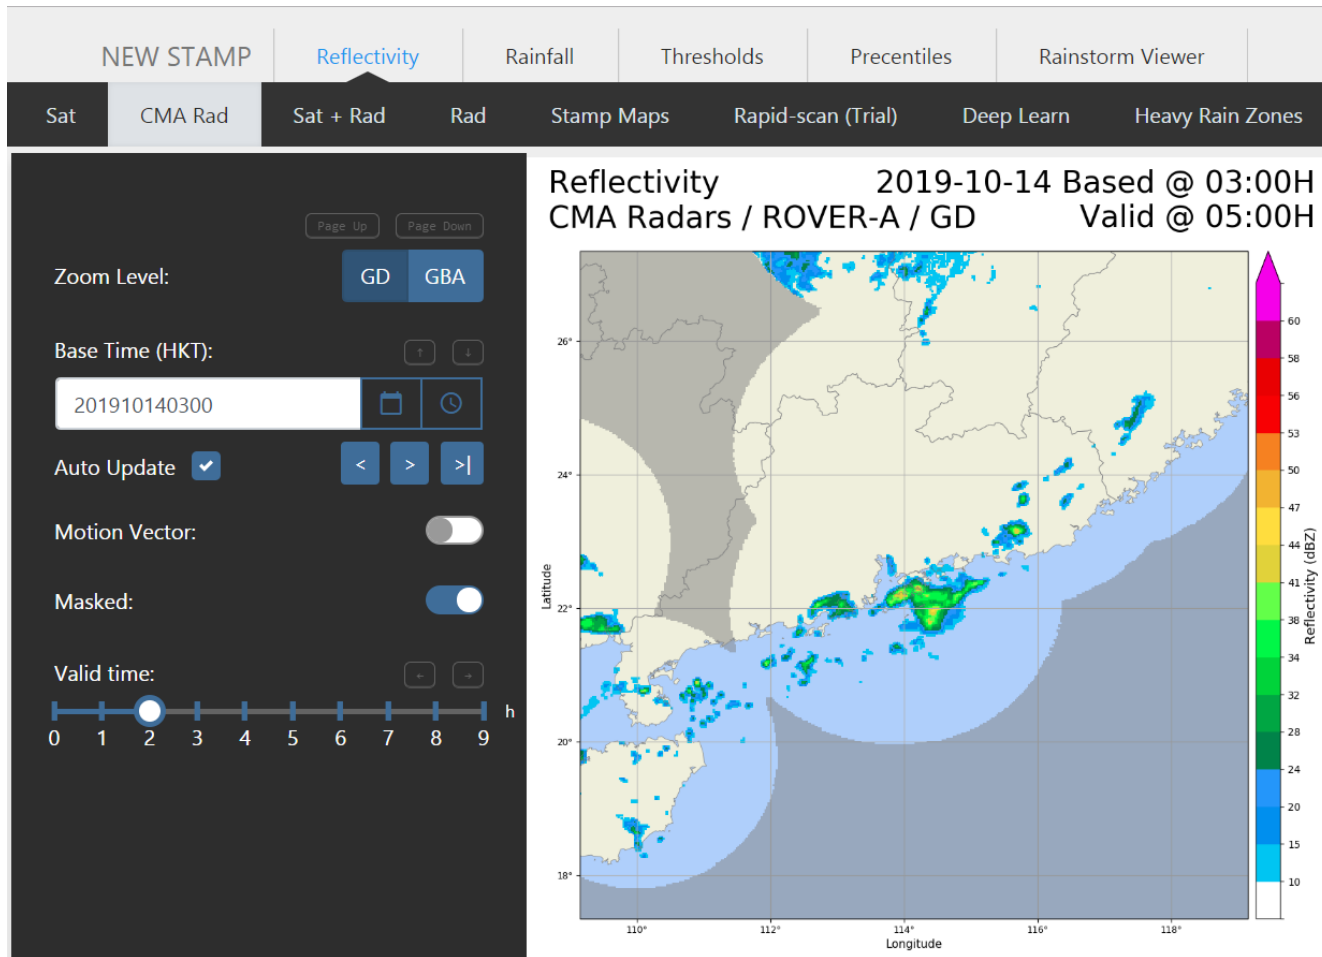 NEW STAMP Reflectivity Rainfall Thresholds Precentiles Rainstorm Viewer
Sat CMA Rad Sat + Rad Rad Stamp Maps Rapid-scan (Trial) Deep Learn Heavy Rain Zones
Page Up Page Down
Zoom Level: GD GBA
Base Time (HKT): ↑ ↓
201910140300
Auto Update < > >|
Motion Vector:
Masked:
Valid time: ← →
h
0 1 2 3 4 5 6 7 8 9
Reflectivity 2019-10-14 Based @ 03:00H
CMA Radars / ROVER-A / GD Valid @ 05:00H
26°
24°
22°
20°
18°
Latitude
110° 112° 114° 116° 118°
Longitude
60
58
56
53
50
47
44
41
38
34
32
28
24
20
15
10
Reflectivity (dBZ)